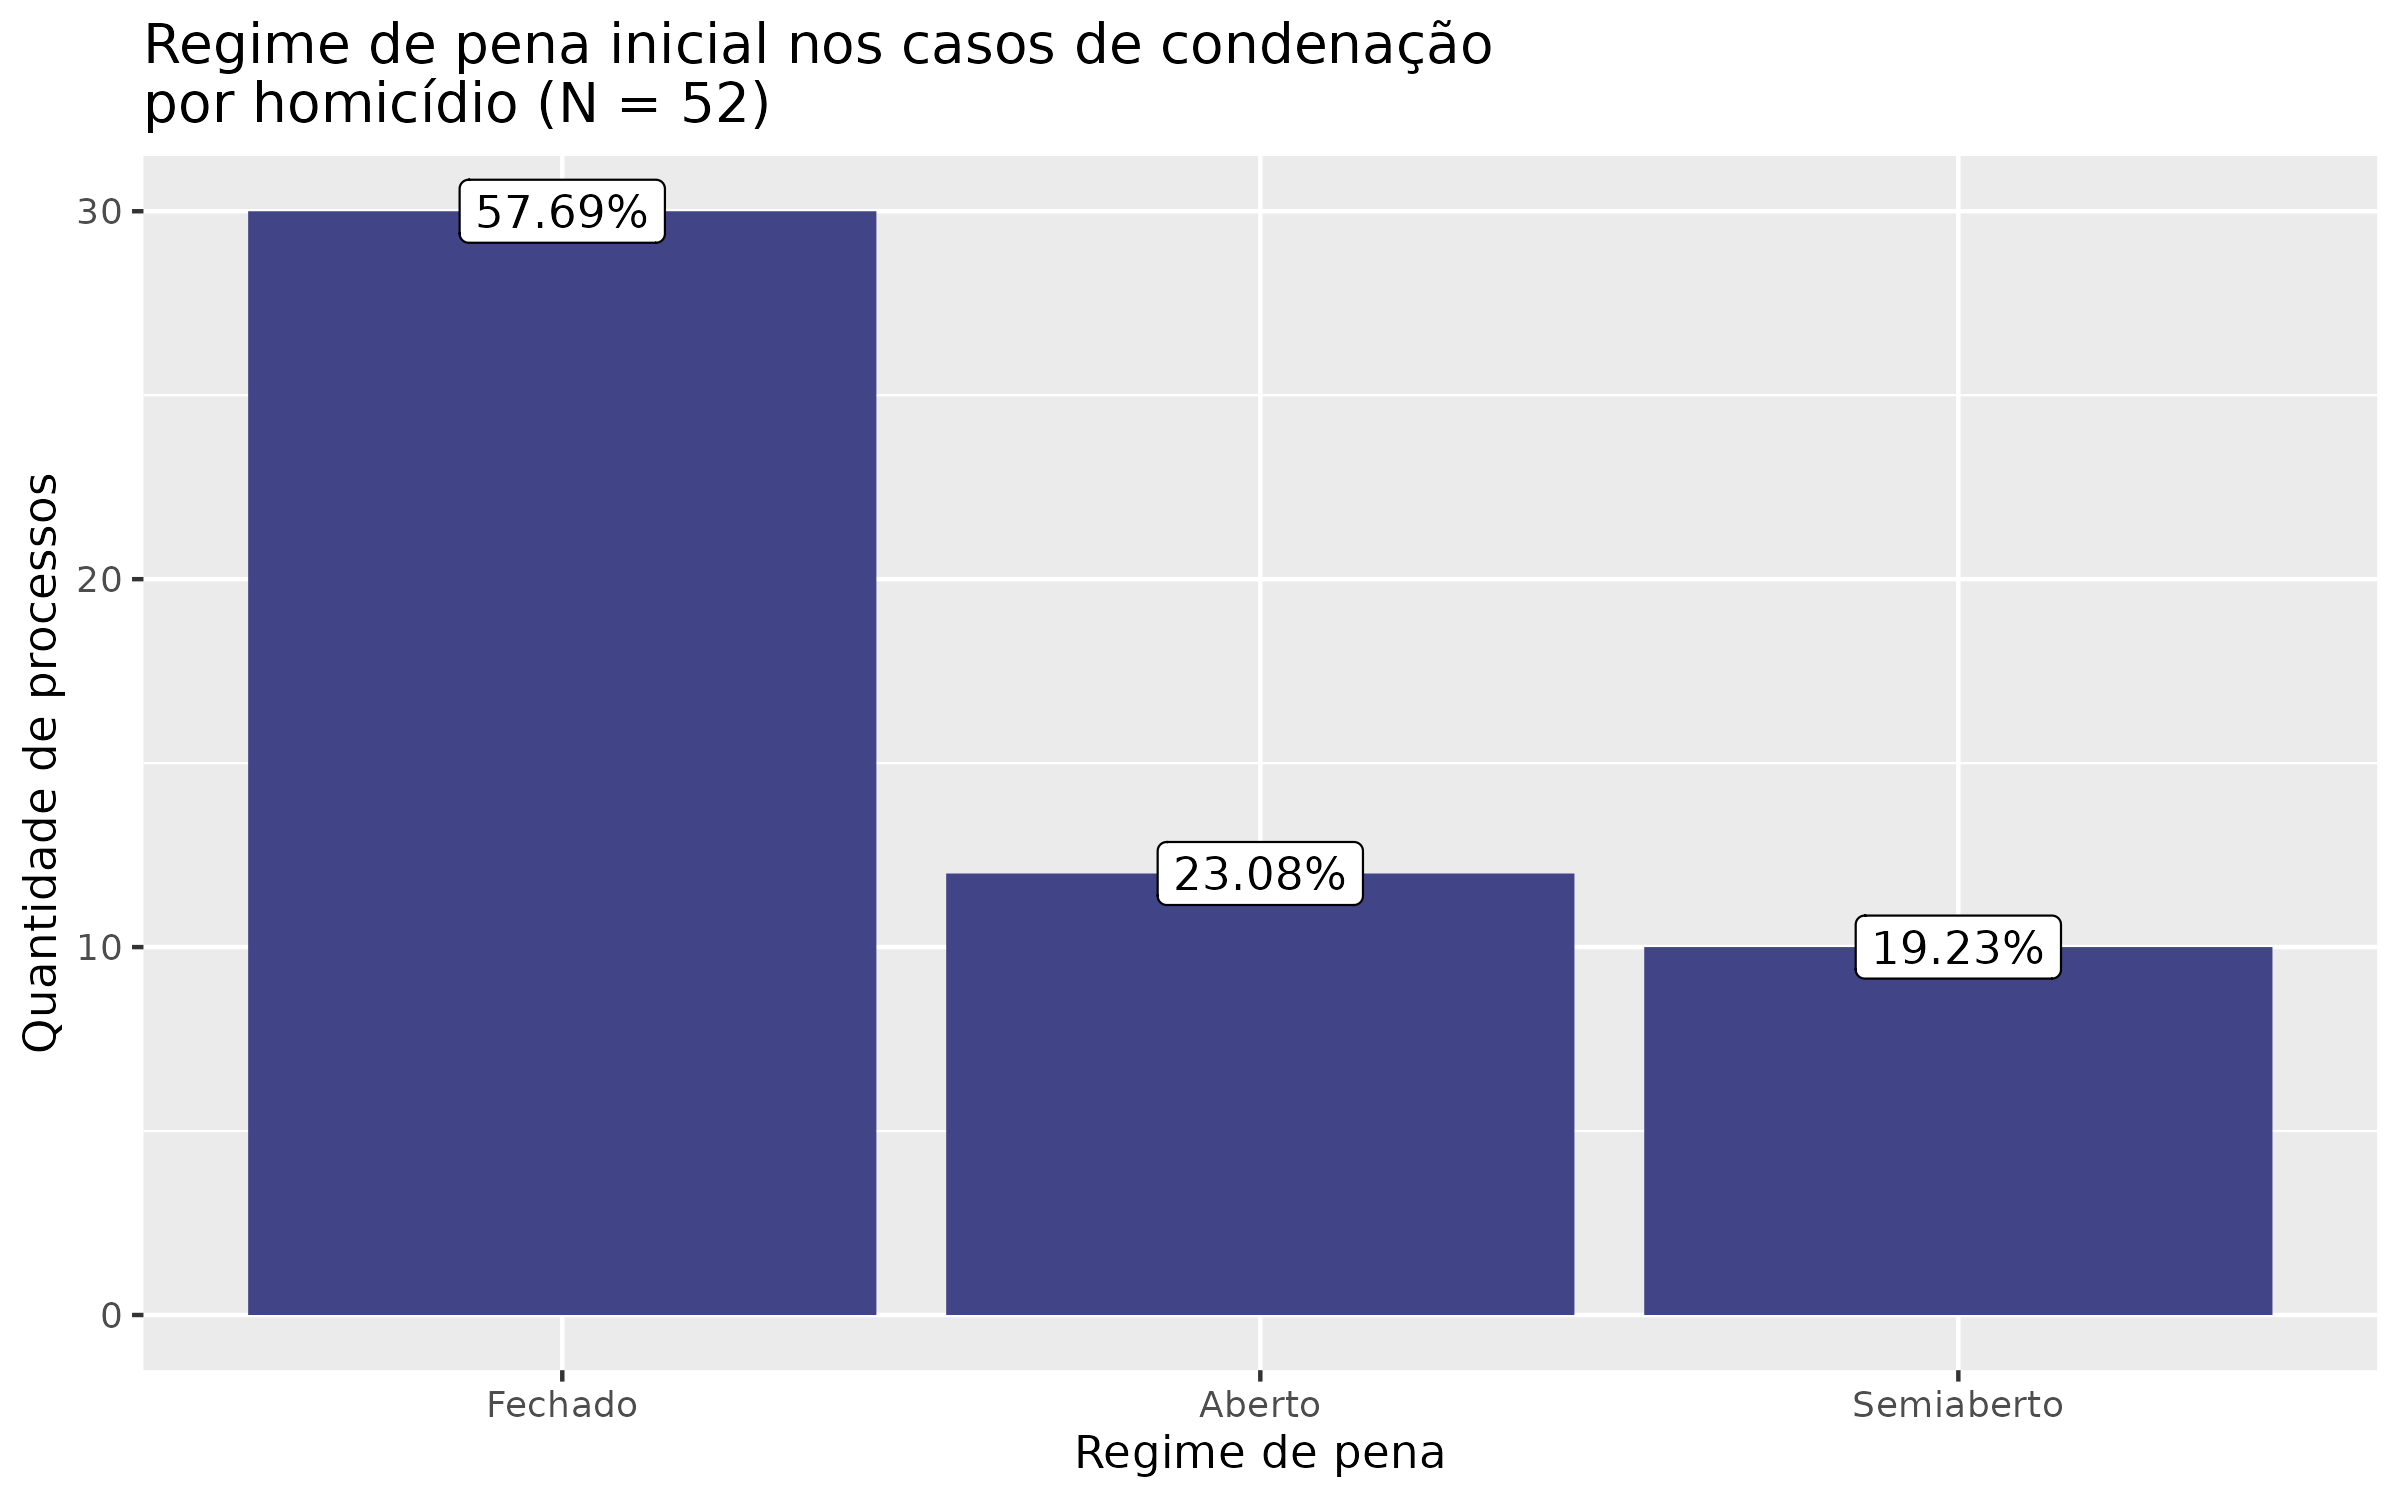 Regime de pena inicial nos casos de condenação
por homicídio (N = 52)
Quantidade de processos
30
20
10
0
57.69%
23.08%
19.23%
Fechado
Aberto
Semiaberto
Regime de pena